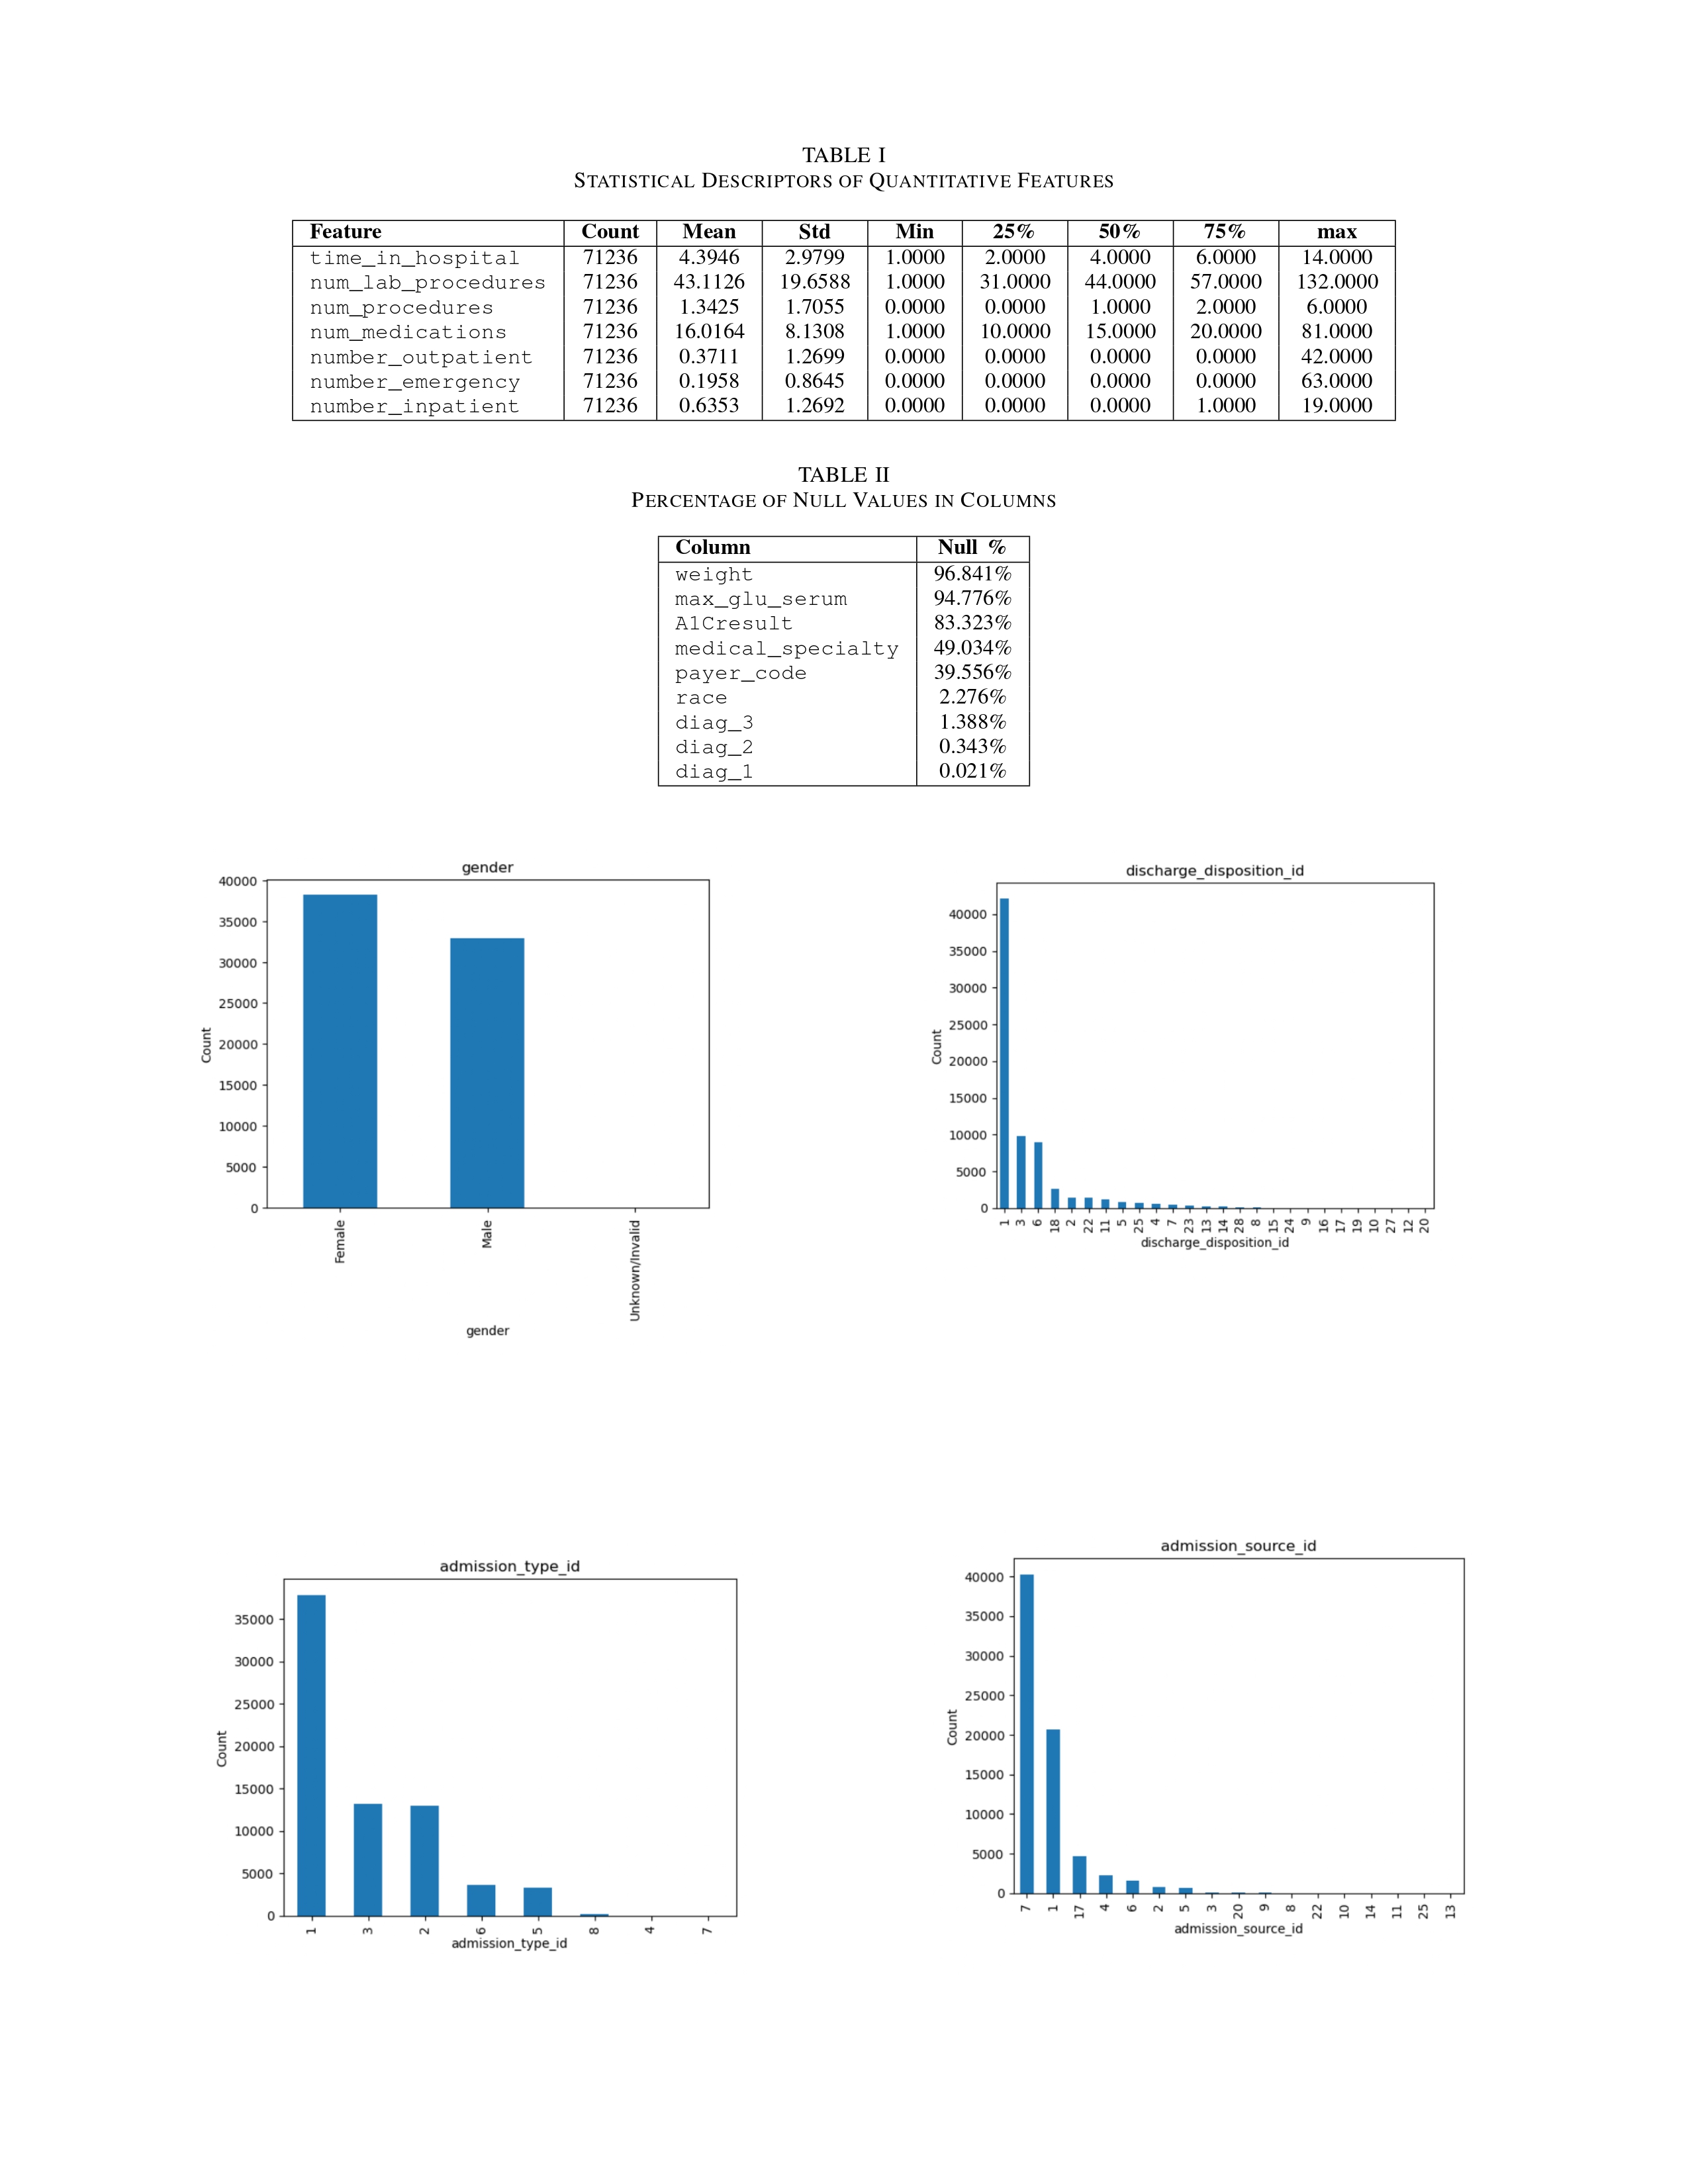 TABLE I
STATISTICAL DESCRIPTORS OF QUANTITATIVE FEATURES
Feature Count Mean Std Min 25% 50% 75% max
time_in_hospital 71236 4.3946 2.9799 1.0000 2.0000 4.0000 6.0000 14.0000
num_lab_procedures 71236 43.1126 19.6588 1.0000 31.0000 44.0000 57.0000 132.0000
num_procedures 71236 1.3425 1.7055 0.0000 0.0000 1.0000 2.0000 6.0000
num_medications 71236 16.0164 8.1308 1.0000 10.0000 15.0000 20.0000 81.0000
number_outpatient 71236 0.3711 1.2699 0.0000 0.0000 0.0000 0.0000 42.0000
number_emergency 71236 0.1958 0.8645 0.0000 0.0000 0.0000 0.0000 63.0000
number_inpatient 71236 0.6353 1.2692 0.0000 0.0000 0.0000 1.0000 19.0000
TABLE II
PERCENTAGE OF NULL VALUES IN COLUMNS
Column Null %
weight 96.841%
max_glu_serum 94.776%
A1Cresult 83.323%
medical_specialty 49.034%
payer_code 39.556%
race 2.276%
diag_3 1.388%
diag_2 0.343%
diag_1 0.021%
gender
40000
35000
30000
25000
20000
15000
10000
5000
0
Count
Female Male Unknown/Invalid
gender
discharge_disposition_id
40000
35000
30000
25000
20000
15000
10000
5000
0
Count
1 3 6 18 2 22 11 5 25 4 7 23 13 14 28 8 15 24 9 16 17 19 10 27 12 20
discharge_disposition_id
admission_type_id
35000
30000
25000
20000
15000
10000
5000
0
Count
1 3 2 6 5 8 4 7
admission_type_id
admission_source_id
40000
35000
30000
25000
20000
15000
10000
5000
0
Count
7 1 17 4 6 2 5 3 20 9 8 22 10 14 11 25 13
admission_source_id